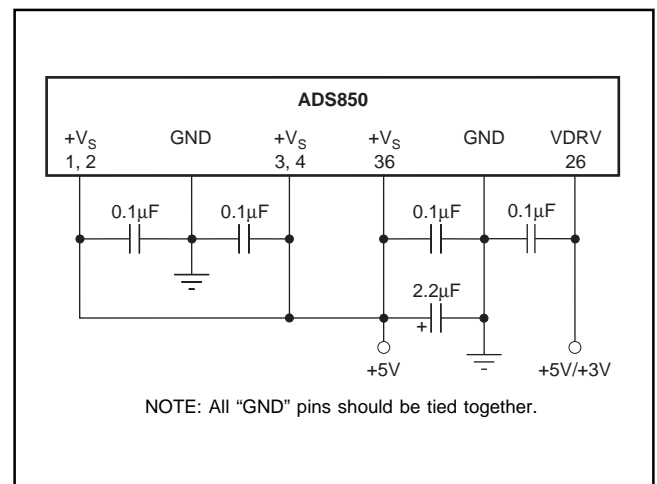 ADS850
+VS GND +VS +VS GND VDRV
1, 2 3, 4 36 26
0.1µF 0.1µF 0.1µF 0.1µF
2.2µF
+
+5V +5V/+3V
NOTE: All “GND” pins should be tied together.